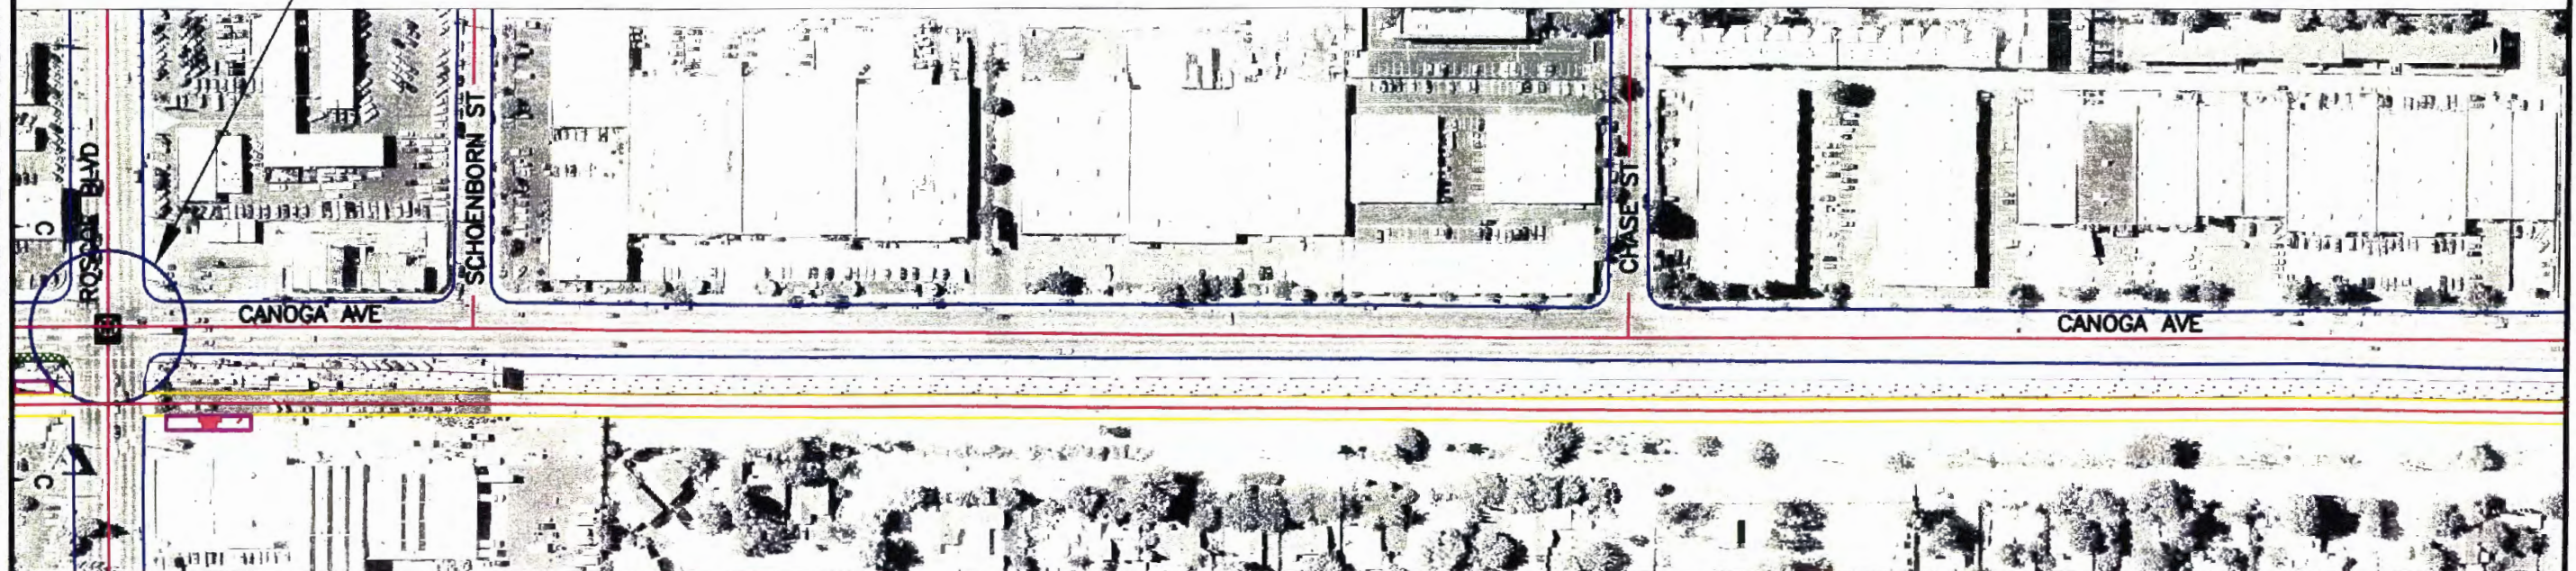 ROSCOE BLVD
SCHOENBORN ST
CHASE ST
CANOGA AVE
CANOGA AVE